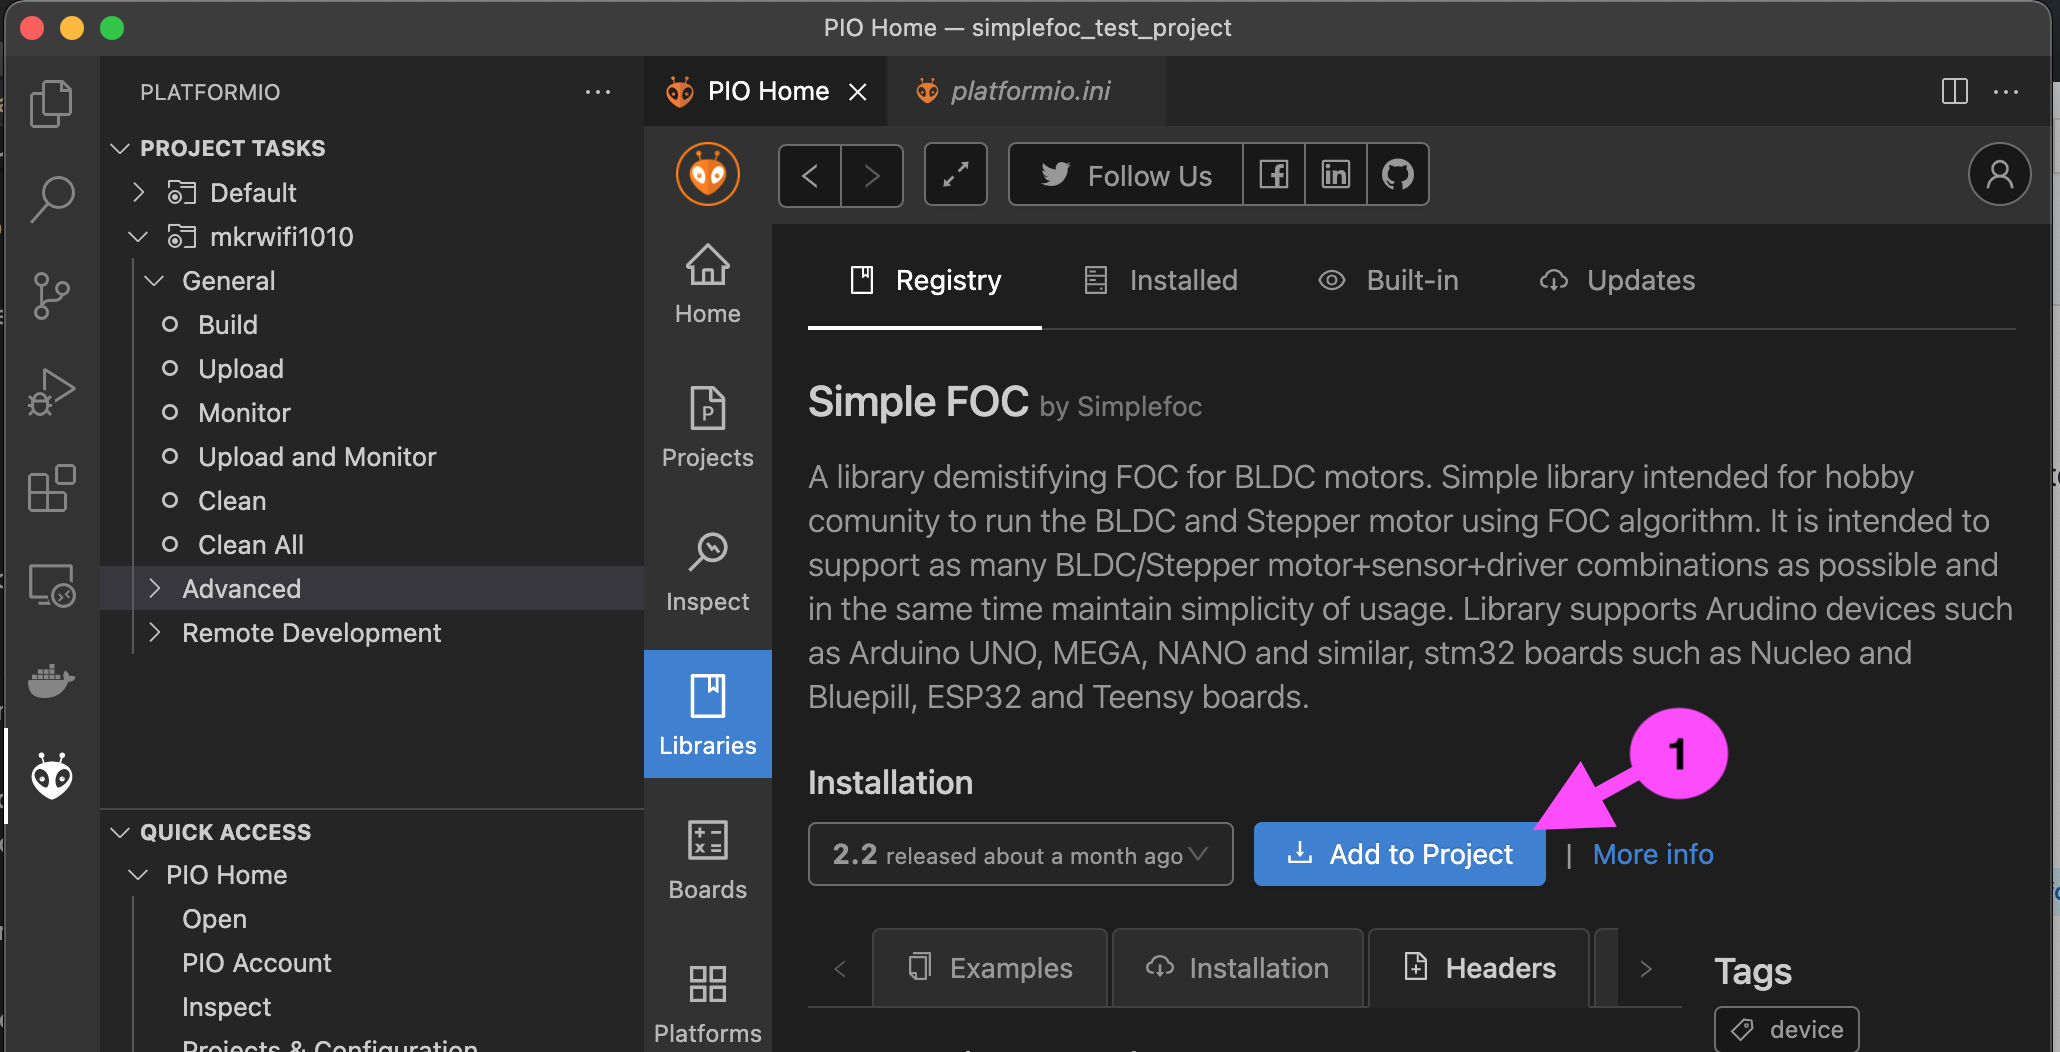 PIO Home — simplefoc_test_project
PLATFORMIO
PROJECT TASKS
Default
mkrwifi1010
General
Build
Upload
Monitor
Upload and Monitor
Clean
Clean All
Advanced
Remote Development
QUICK ACCESS
PIO Home
Open
PIO Account
Inspect
Projects & Configuration
PIO Home
platformio.ini
Follow Us
Home
Projects
Inspect
Libraries
Boards
Platforms
Registry
Installed
Built-in
Updates
Simple FOC by Simplefoc
A library demistifying FOC for BLDC motors. Simple library intended for hobby
comunity to run the BLDC and Stepper motor using FOC algorithm. It is intended to
support as many BLDC/Stepper motor+sensor+driver combinations as possible and
in the same time maintain simplicity of usage. Library supports Arudino devices such
as Arduino UNO, MEGA, NANO and similar, stm32 boards such as Nucleo and
Bluepill, ESP32 and Teensy boards.
1
Installation
2.2 released about a month ago
Add to Project
| More info
Examples
Installation
Headers
Tags
device